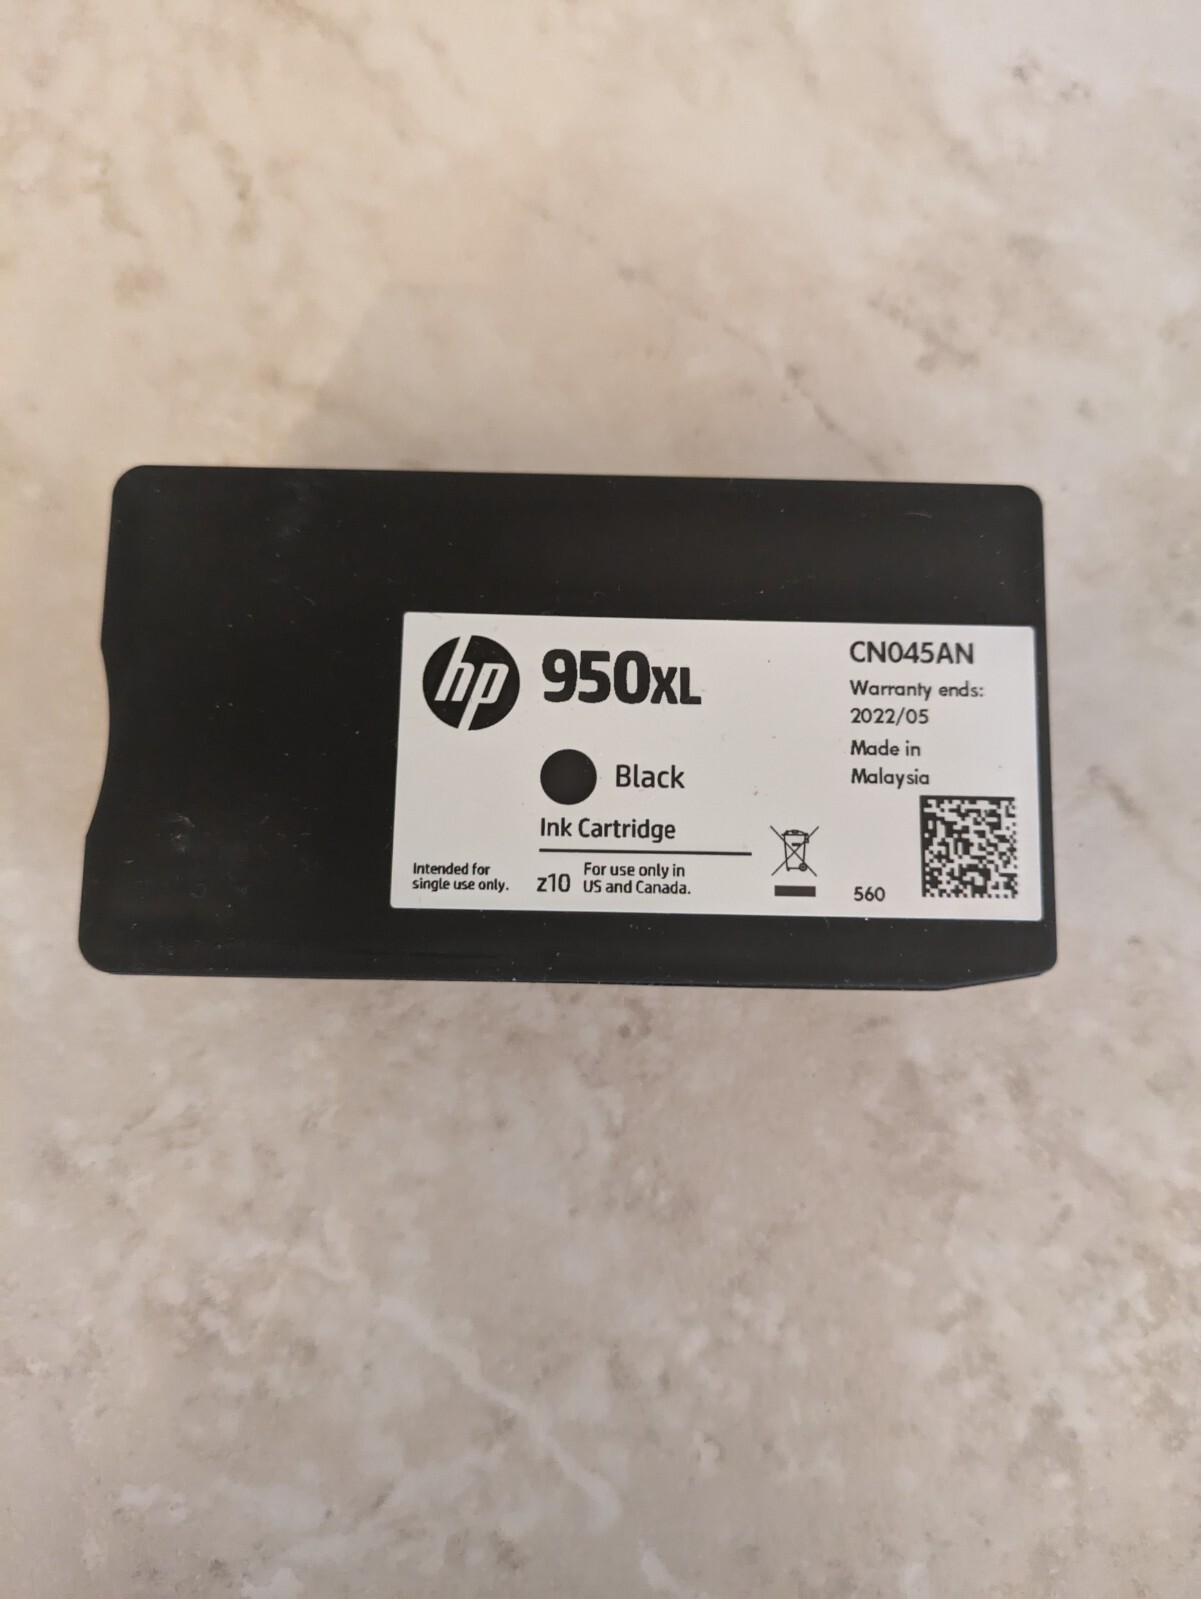 hp 950XL
Black
Ink Cartridge
Intended for
single use only.
z10
For use only in
US and Canada.
CN045AN
Warranty ends:
2022/05
Made in
Malaysia
560